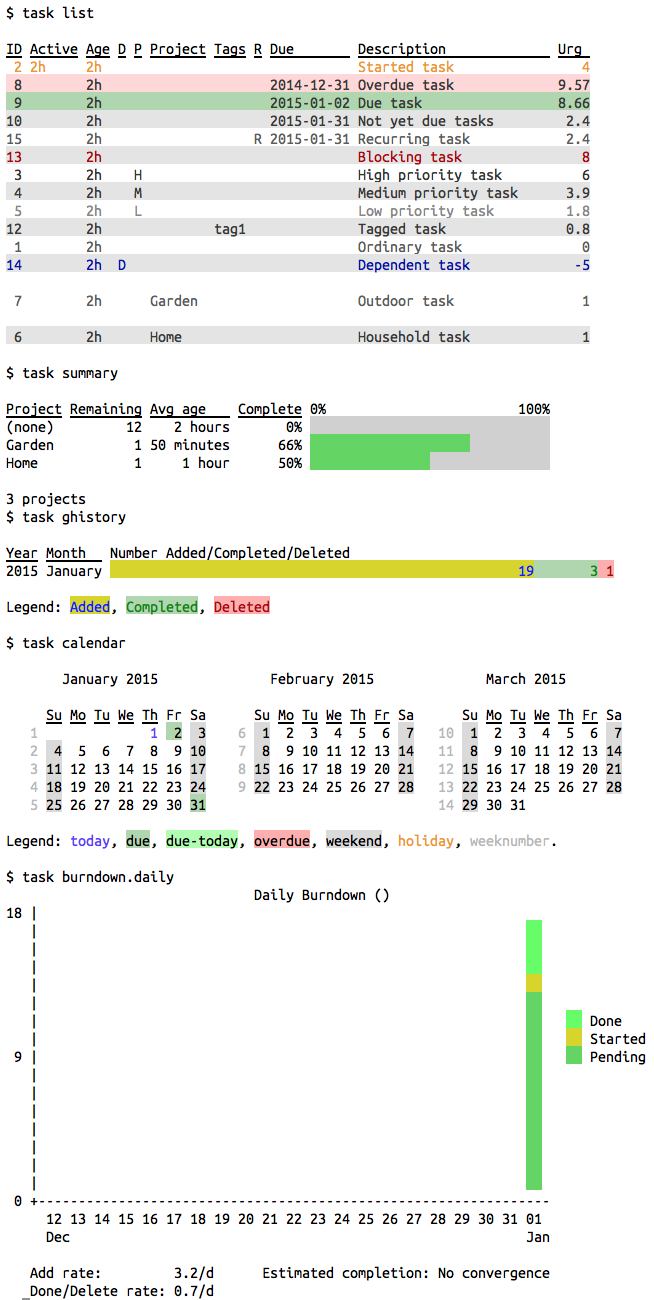 $ task list
ID Active Age D P Project Tags R Due Description Urg
2 2h 2h Started task 4
8 2h 2014-12-31 Overdue task 9.57
9 2h 2015-01-02 Due task 8.66
10 2h 2015-01-31 Not yet due tasks 2.4
15 2h R 2015-01-31 Recurring task 2.4
13 2h Blocking task 8
3 2h H High priority task 6
4 2h M Medium priority task 3.9
5 2h L Low priority task 1.8
12 2h tag1 Tagged task 0.8
1 2h Ordinary task 0
14 2h D Dependent task -5
7 2h Garden Outdoor task 1
6 2h Home Household task 1
$ task summary
Project Remaining Avg age Complete 0% 100%
(none) 12 2 hours 0%
Garden 1 50 minutes 66%
Home 1 1 hour 50%
3 projects
$ task ghistory
Year Month Number Added/Completed/Deleted
2015 January 19 3 1
Legend: Added, Completed, Deleted
$ task calendar
January 2015 February 2015 March 2015
Su Mo Tu We Th Fr Sa Su Mo Tu We Th Fr Sa Su Mo Tu We Th Fr Sa
1 1 2 3 6 1 2 3 4 5 6 7 10 1 2 3 4 5 6 7
2 4 5 6 7 8 9 10 7 8 9 10 11 12 13 14 11 8 9 10 11 12 13 14
3 11 12 13 14 15 16 17 8 15 16 17 18 19 20 21 12 15 16 17 18 19 20 21
4 18 19 20 21 22 23 24 9 22 23 24 25 26 27 28 13 22 23 24 25 26 27 28
5 25 26 27 28 29 30 31 14 29 30 31
Legend: today, due, due-today, overdue, weekend, holiday, weeknumber.
$ task burndown.daily
Daily Burndown ()
18
Done
Started
9 Pending
0 +----------------------------------------------------------------
12 13 14 15 16 17 18 19 20 21 22 23 24 25 26 27 28 29 30 31 01
Dec Jan
Add rate: 3.2/d Estimated completion: No convergence
Done/Delete rate: 0.7/d